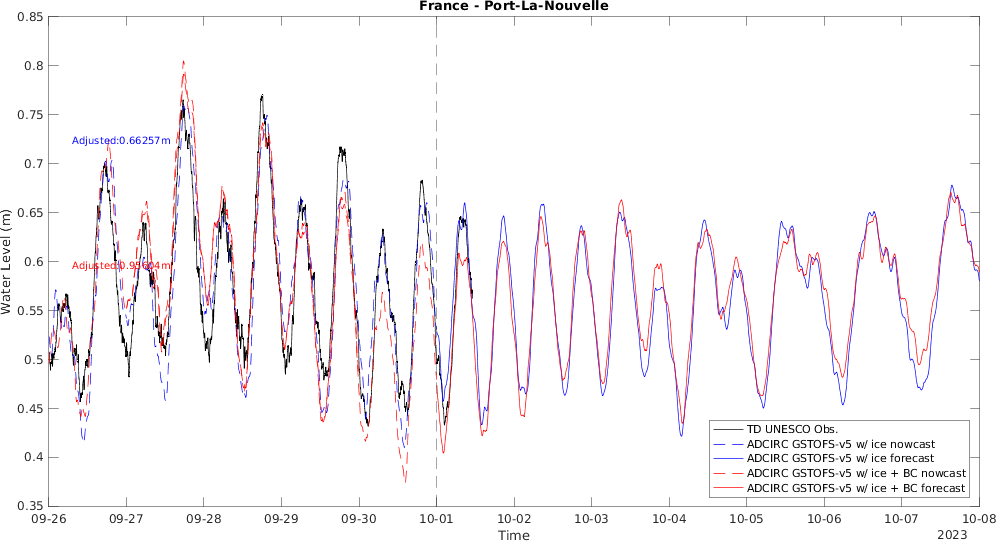 France - Port-La-Nouvelle
0.85
0.8
0.75
0.7
0.65
0.6
0.55
0.5
0.45
0.4
0.35
Water Level (m)
Adjusted:0.66257m
Adjusted:0.95604m
TD UNESCO Obs.
ADCIRC GSTOFS-v5 w/ ice nowcast
ADCIRC GSTOFS-v5 w/ ice forecast
ADCIRC GSTOFS-v5 w/ ice + BC nowcast
ADCIRC GSTOFS-v5 w/ ice + BC forecast
09-26 09-27 09-28 09-29 09-30 10-01 10-02 10-03 10-04 10-05 10-06 10-07 10-08
Time
2023